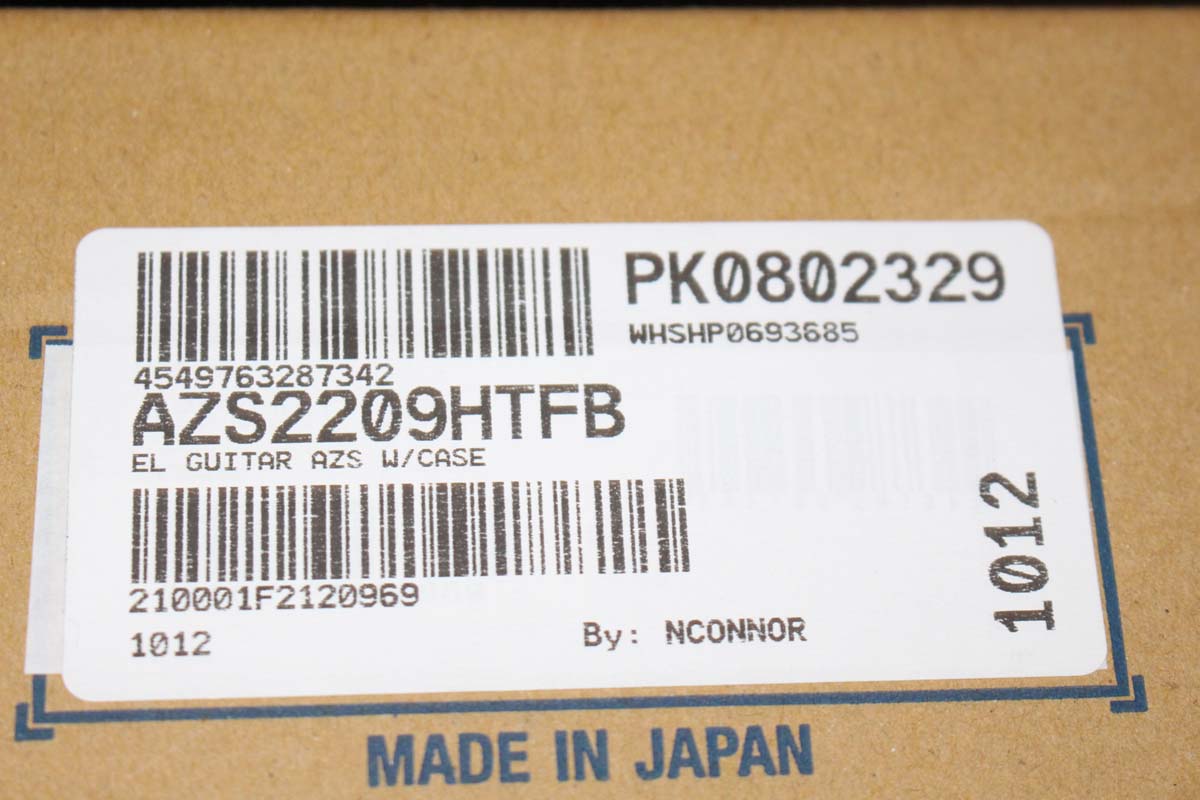 PK0802329
WHSHP0693685
4549763287342
AZS2209HTFB
EL GUITAR AZS W/CASE
210001F2120969
1012
By: NCONNOR
1012
MADE IN JAPAN